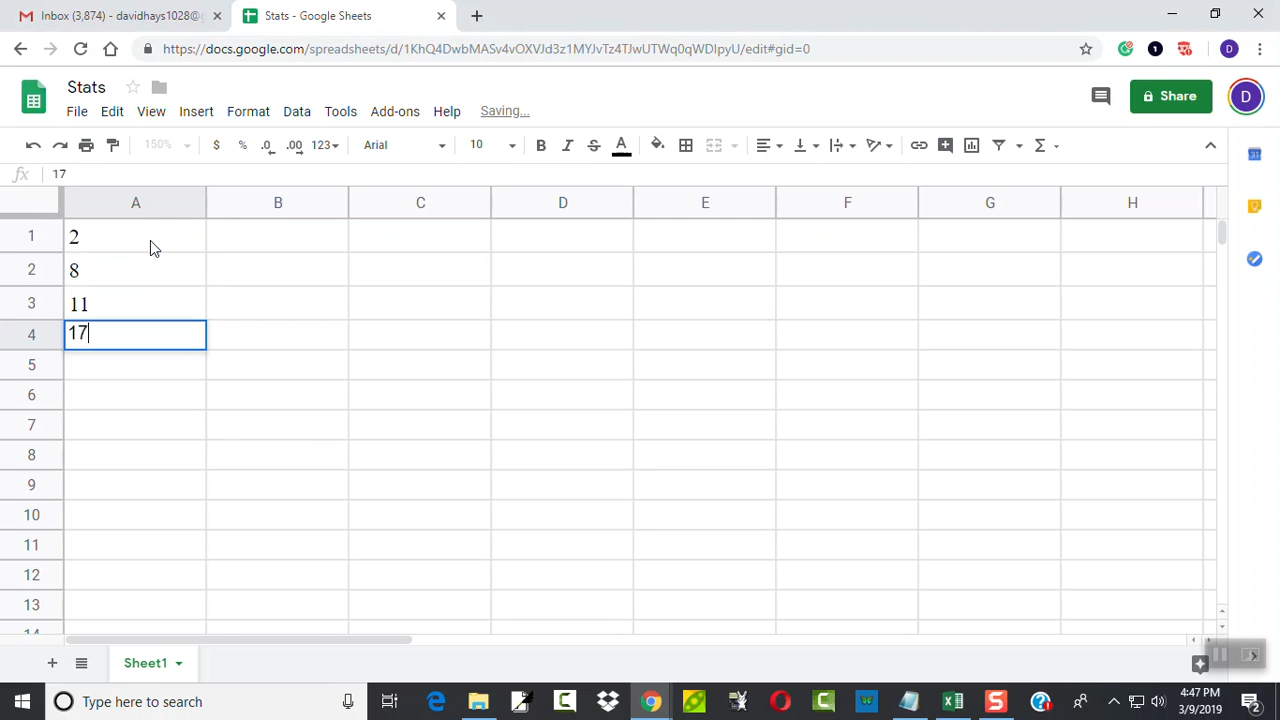 Inbox (3,874) - davidhays1028@
Stats - Google Sheets
https://docs.google.com/spreadsheets/d/1KhQ4DwbMASv4vOXVJd3z1MYJvTz4TJwUTWq0qWDIpyU/edit#gid=0
D
Stats
File Edit View Insert Format Data Tools Add-ons Help Saving...
Share
D
150% $ % .0 .00 123 Arial 10 B I S A Σ
fx 17
A B C D E F G H
1 2
2 8
3 11
4 17
5
6
7
8
9
10
11
12
13
14
Sheet1
Type here to search
4:47 PM
3/9/2019